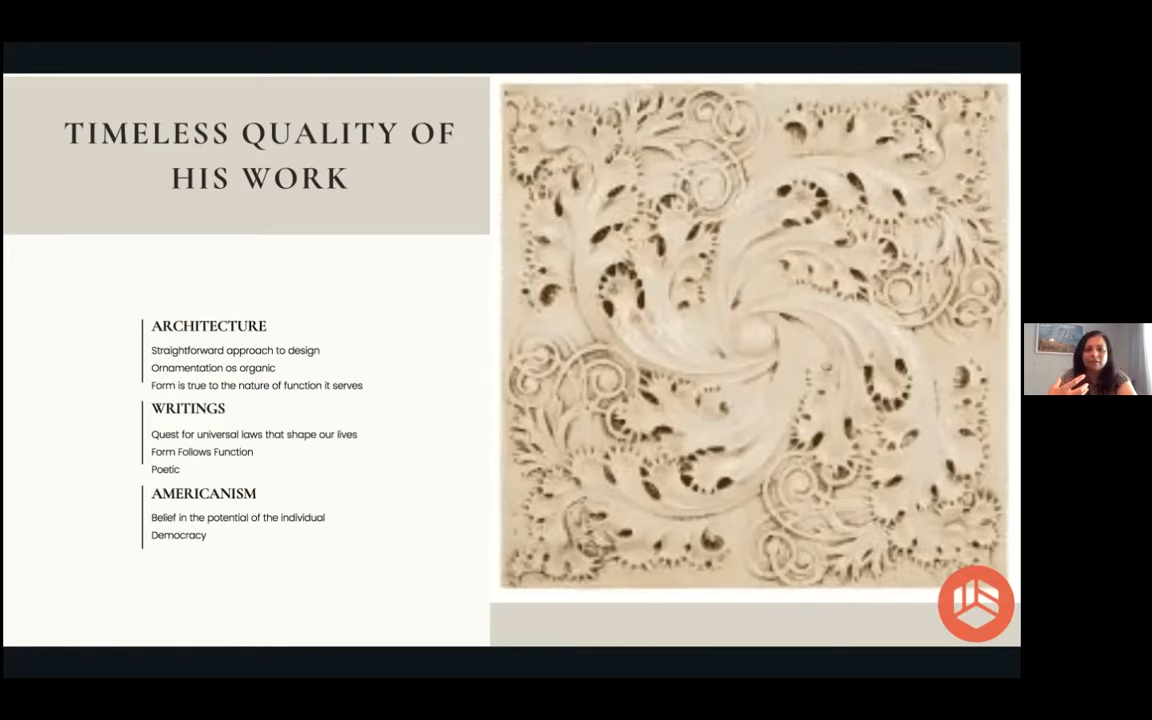 TIMELESS QUALITY OF
HIS WORK
ARCHITECTURE
Straightforward approach to design
Ornamentation os organic
Form is true to the nature of function it serves
WRITINGS
Quest for universal laws that shape our lives
Form Follows Function
Poetic
AMERICANISM
Belief in the potential of the individual
Democracy